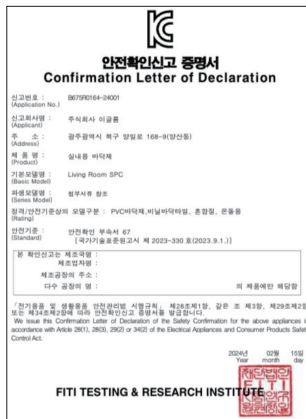 KC
안전확인신고 증명서
Confirmation Letter of Declaration
신고번호 : B675R0164-24001
(Application No.)
신고회사명 : 주식회사 이글룸
(Applicant)
주 소 : 광주광역시 북구 양일로 168-9(양산동)
(Address)
제 품 명 : 실내용 바닥재
(Product)
기본모델명 : Living Room SPC
(Basic Model)
파생모델명 : 첨부서류 참조
(Series Model)
정격/안전기준상의 모델구분 : PVC바닥재,비닐바닥타일, 혼합질, 온돌용
(Rating)
안전기준 : 안전확인 부속서 67
(Standard) [국가기술표준원고시 제 2023-330 호(2023.9.1.)]
본 확인신고는 제조국명 :
제조업자명 :
제조공장의 주소 :
다수 공장의 명 : 의 제품에만 해당함
「전기용품 및 생활용품 안전관리법 시행규칙」 제28조제1항, 같은 조 제3항, 제29조제2항
또는 제34조제2항에 따라 안전확인신고 증명서를 발급합니다.
We issue this Confirmation Letter of Declaration of the Safety Confirmation for the above appliances in
accordance with Article 28(1), 28(3), 29(2) or 34(2) of the Electrical Appliances and Consumer Products Safety
Control Act.
2024년 02월 15일
Year month day
FITI TESTING & RESEARCH INSTITUTE